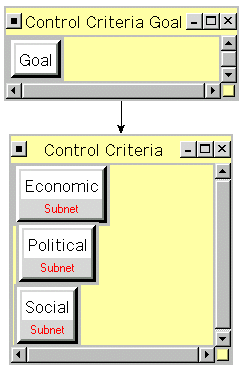 Control Criteria Goal
Goal
Control Criteria
Economic
Subnet
Political
Subnet
Social
Subnet